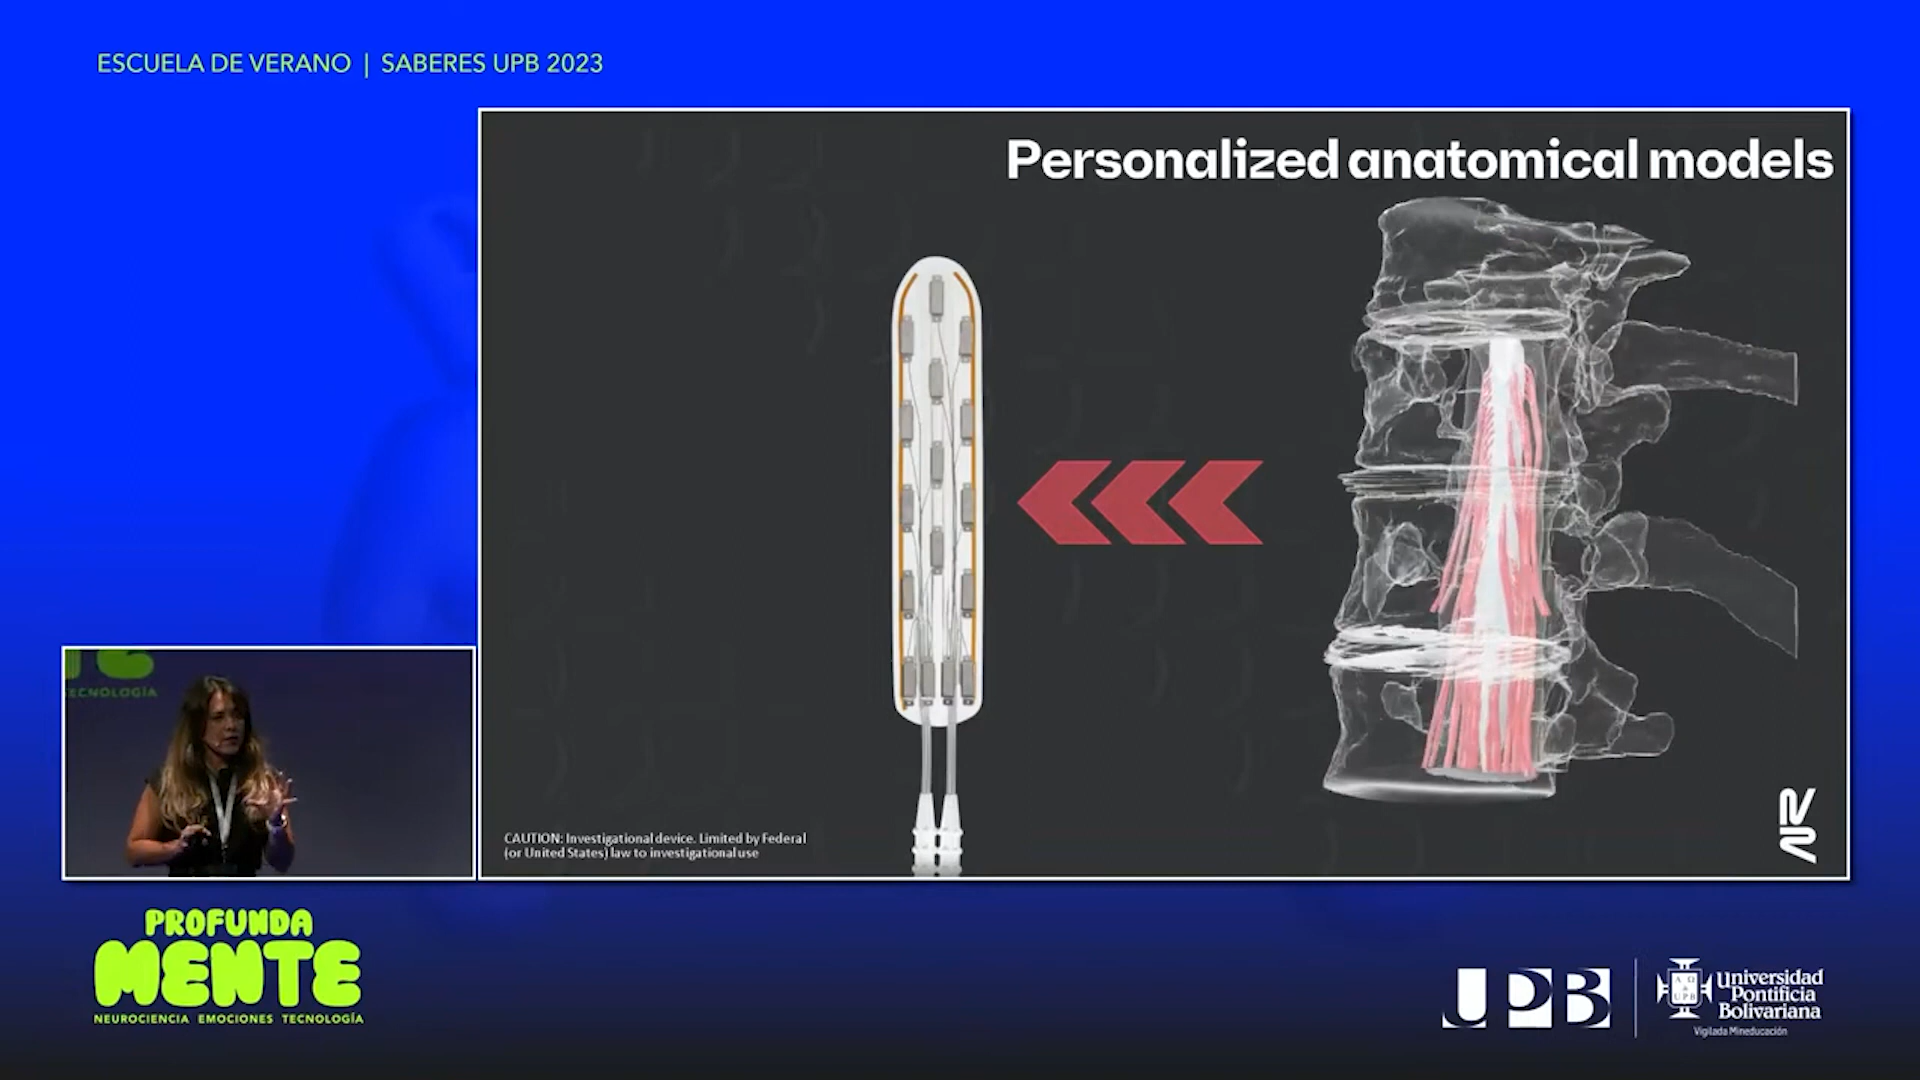 ESCUELA DE VERANO | SABERES UPB 2023
Personalized anatomical models
CAUTION: Investigational device. Limited by Federal
(or United States) law to investigational use
TECNOLOGÍA
PROFUNDA
MENTE
NEUROCIENCIA EMOCIONES TECNOLOGÍA
UPB
Universidad
Pontificia
Bolivariana
Vigilada Mineducación